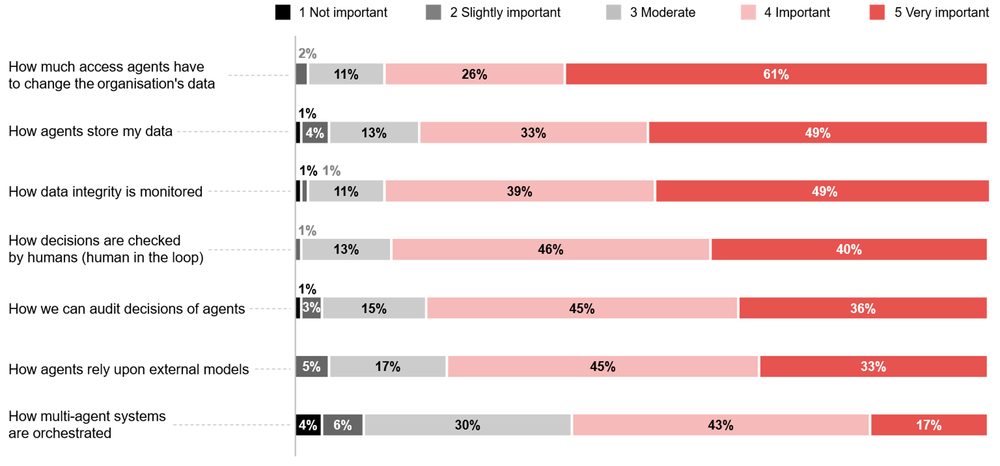 1 Not important 2 Slightly important 3 Moderate 4 Important 5 Very important
2%
How much access agents have
to change the organisation's data
11% 26% 61%
1%
How agents store my data 4% 13% 33% 49%
1% 1%
How data integrity is monitored 11% 39% 49%
1%
How decisions are checked
by humans (human in the loop)
13% 46% 40%
1%
How we can audit decisions of agents 3% 15% 45% 36%
How agents rely upon external models 5% 17% 45% 33%
How multi-agent systems
are orchestrated
4% 6% 30% 43% 17%